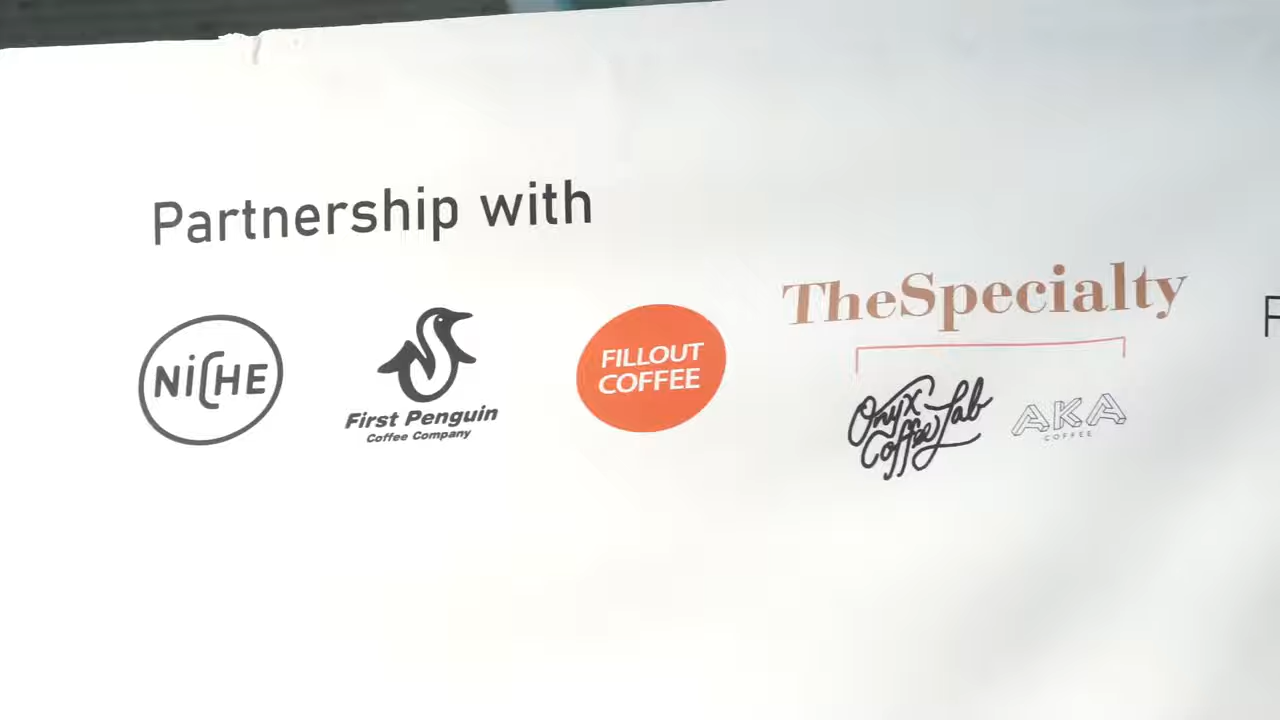 Partnership with
NiCHE
First Penguin
Coffee Company
FILLOUT
COFFEE
TheSpecialty
Onyx
Coffee Lab
AKA
COFFEE